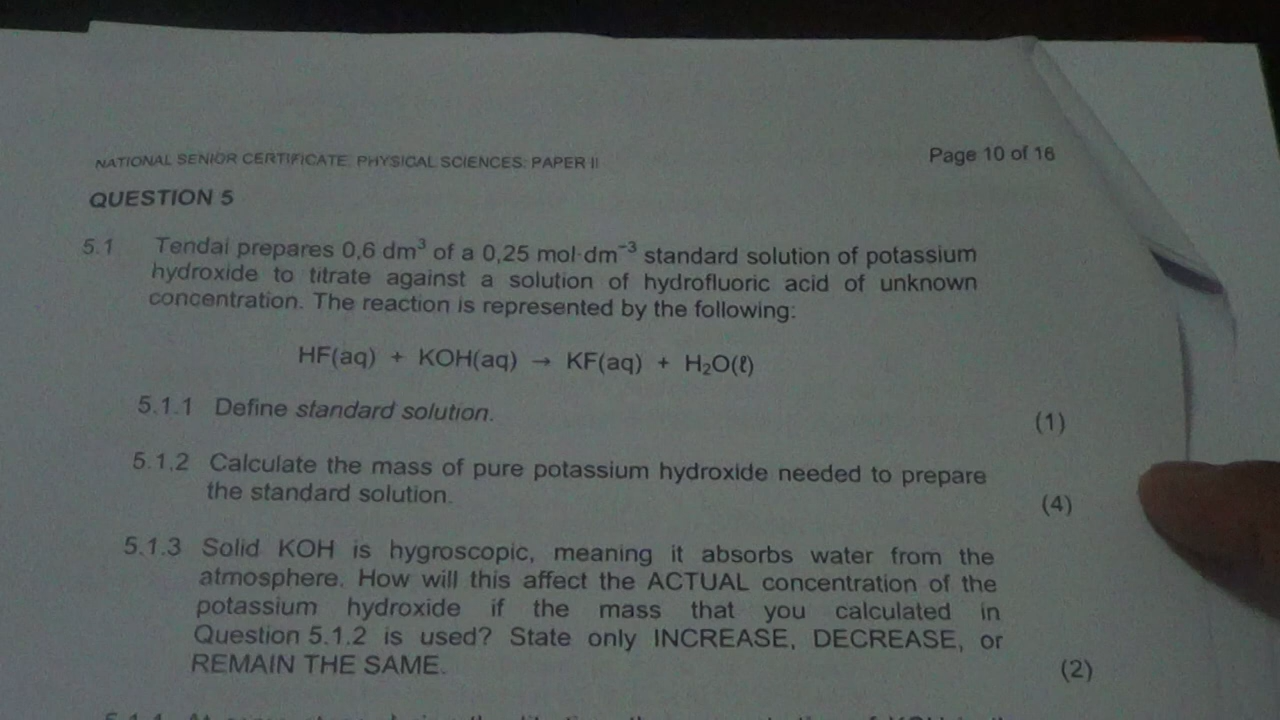 NATIONAL SENIOR CERTIFICATE: PHYSICAL SCIENCES: PAPER II
Page 10 of 16
QUESTION 5
5.1 Tendai prepares 0,6 dm³ of a 0,25 mol·dm⁻³ standard solution of potassium
hydroxide to titrate against a solution of hydrofluoric acid of unknown
concentration. The reaction is represented by the following:
HF(aq) + KOH(aq) → KF(aq) + H₂O(ℓ)
5.1.1 Define standard solution.
(1)
5.1.2 Calculate the mass of pure potassium hydroxide needed to prepare
the standard solution.
(4)
5.1.3 Solid KOH is hygroscopic, meaning it absorbs water from the
atmosphere. How will this affect the ACTUAL concentration of the
potassium hydroxide if the mass that you calculated in
Question 5.1.2 is used? State only INCREASE, DECREASE, or
REMAIN THE SAME.
(2)